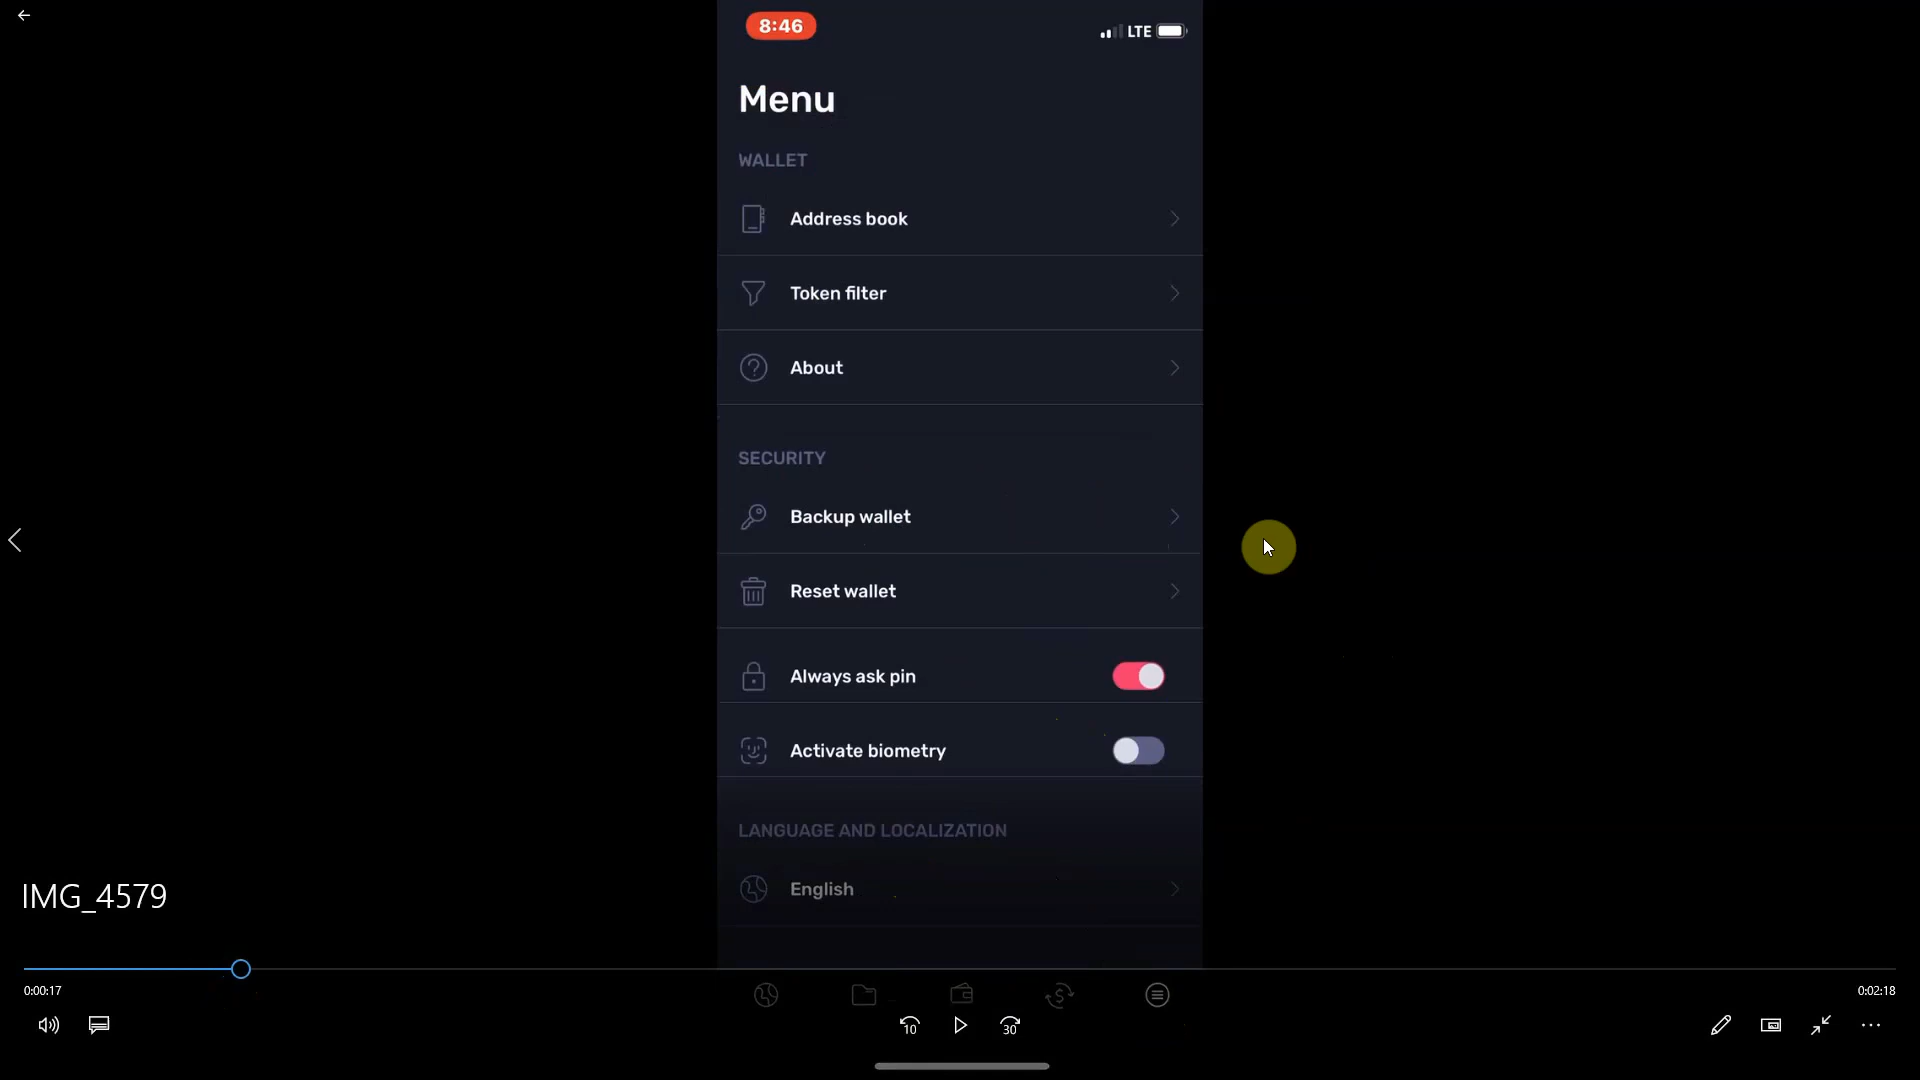 8:46
LTE
Menu
WALLET
Address book
Token filter
About
SECURITY
Backup wallet
Reset wallet
Always ask pin
Activate biometry
LANGUAGE AND LOCALIZATION
English
IMG_4579
0:00:17
0:02:18
10
30